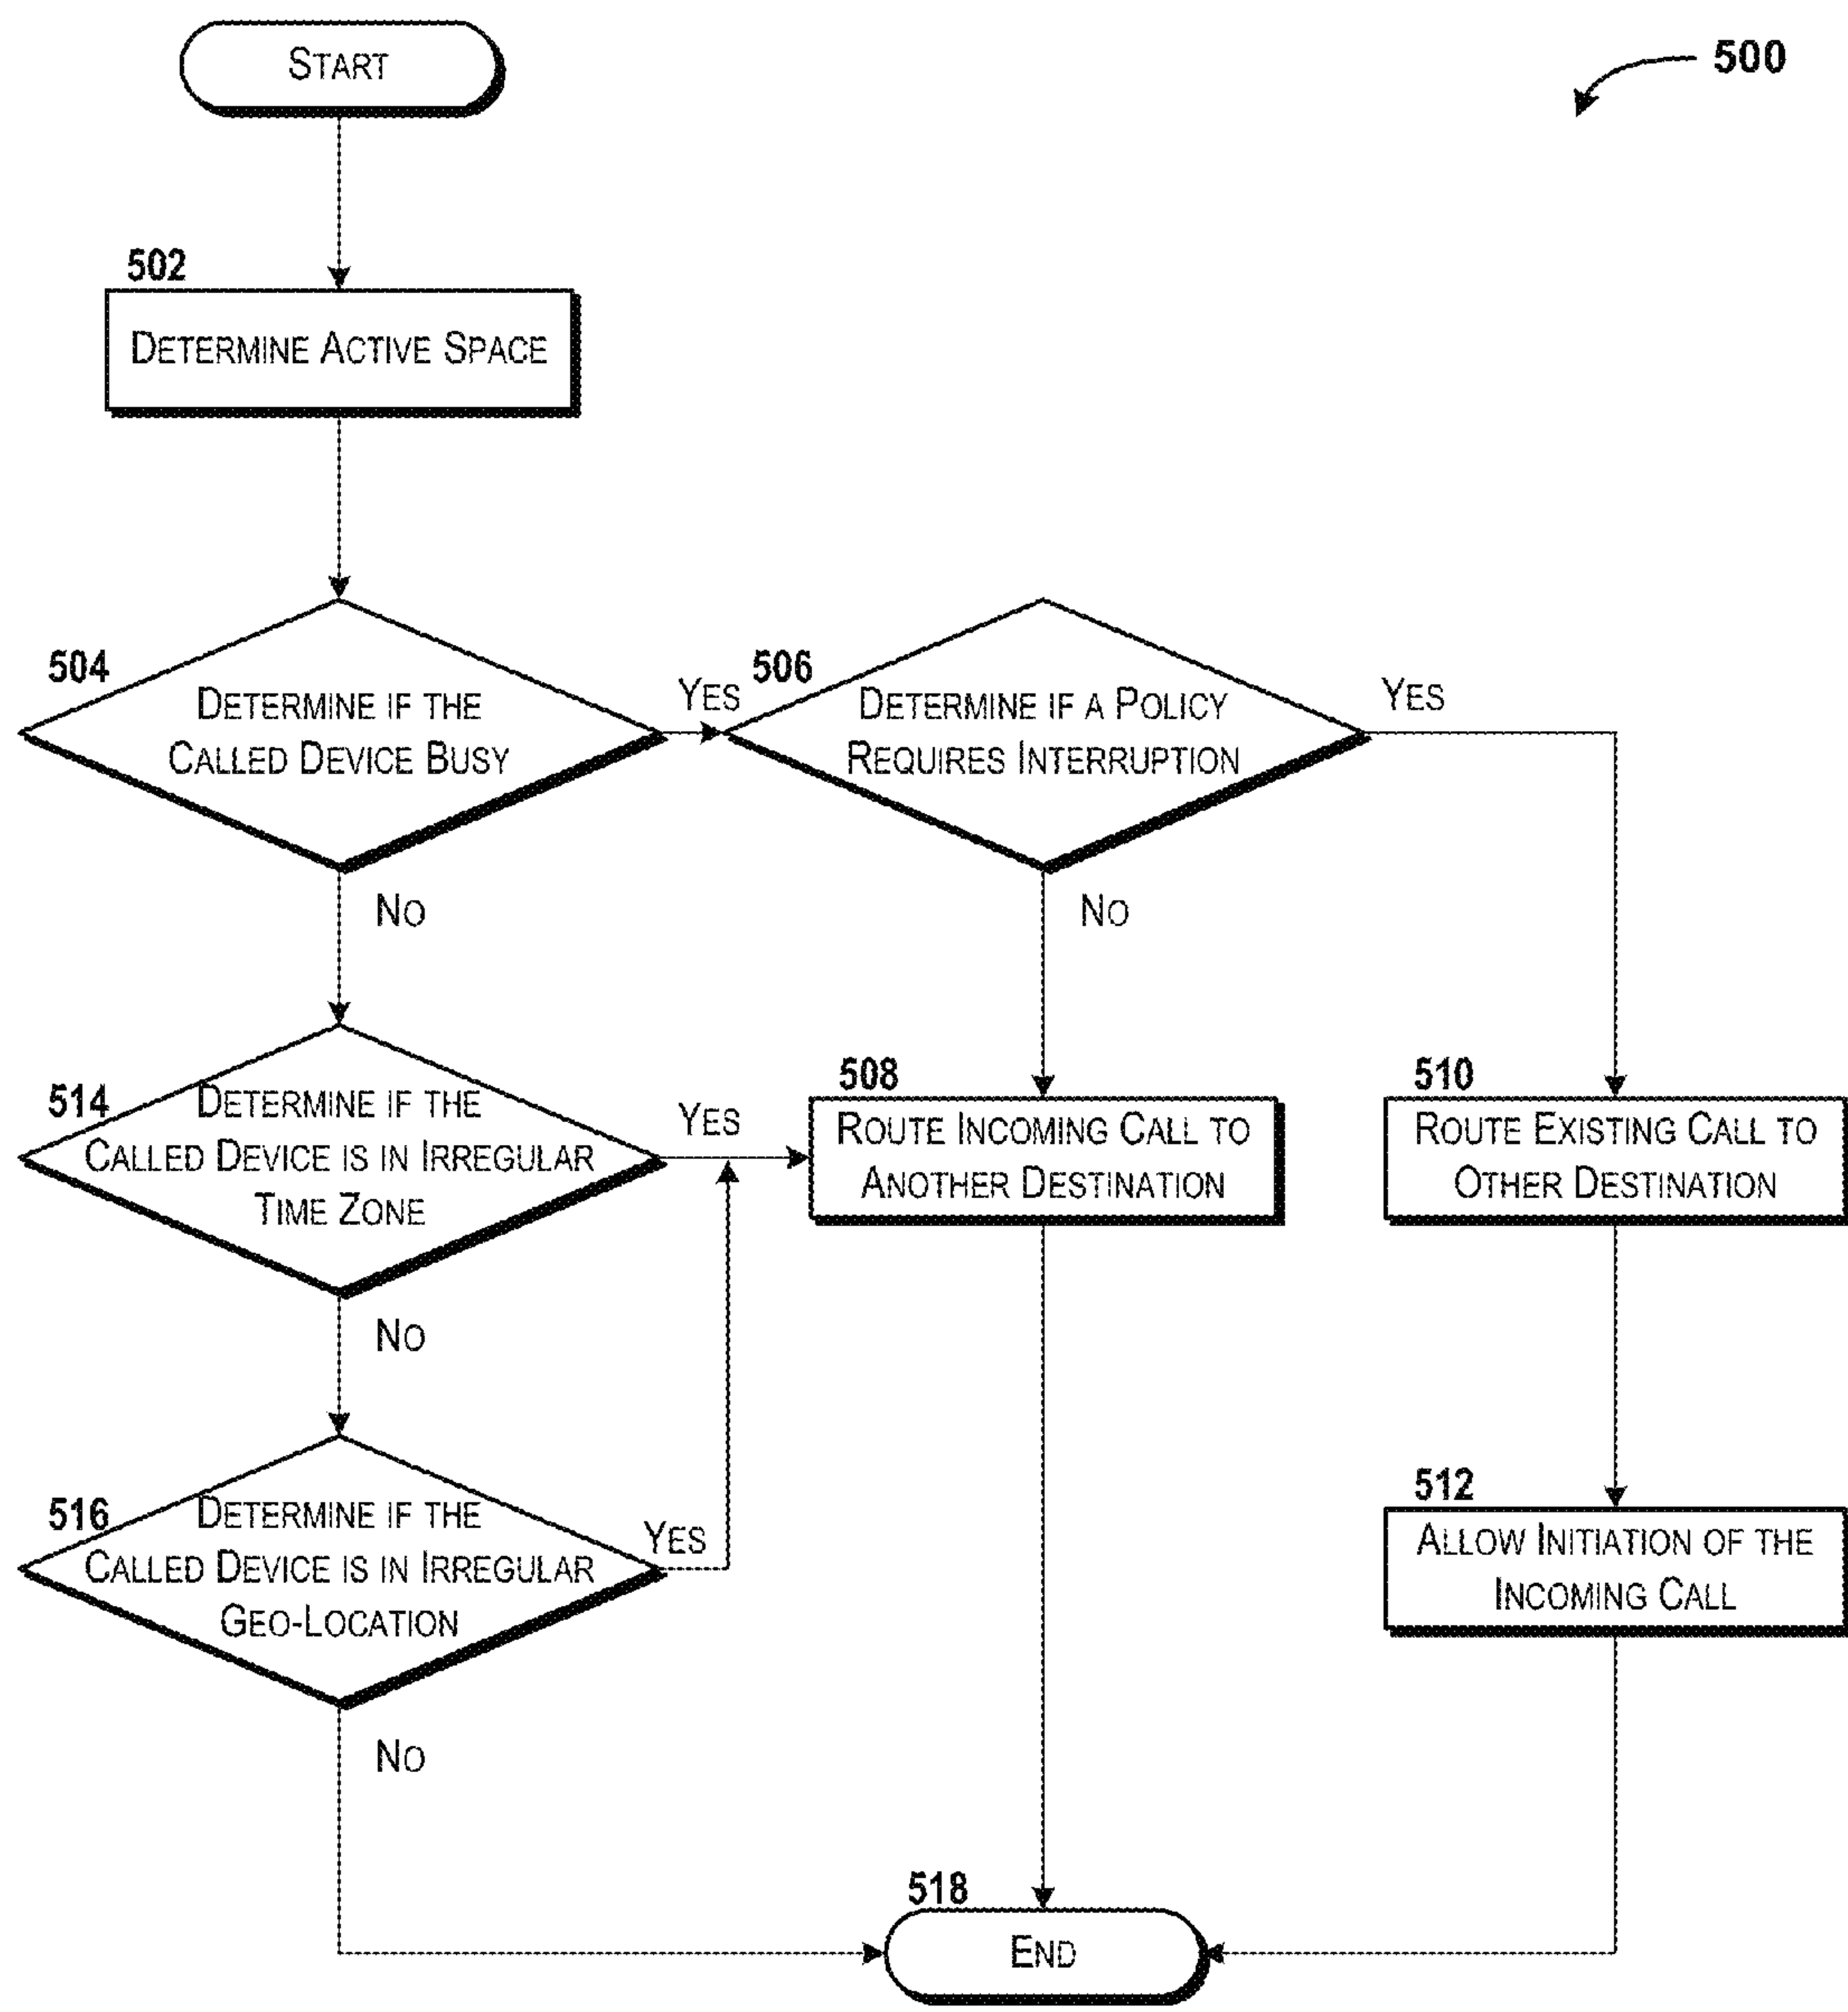 START
500
502
DETERMINE ACTIVE SPACE
504
DETERMINE IF THE
CALLED DEVICE BUSY
YES
NO
506
DETERMINE IF A POLICY
REQUIRES INTERRUPTION
YES
NO
514
DETERMINE IF THE
CALLED DEVICE IS IN IRREGULAR
TIME ZONE
YES
NO
508
ROUTE INCOMING CALL TO
ANOTHER DESTINATION
510
ROUTE EXISTING CALL TO
OTHER DESTINATION
516
DETERMINE IF THE
CALLED DEVICE IS IN IRREGULAR
GEO-LOCATION
YES
NO
512
ALLOW INITIATION OF THE
INCOMING CALL
518
END